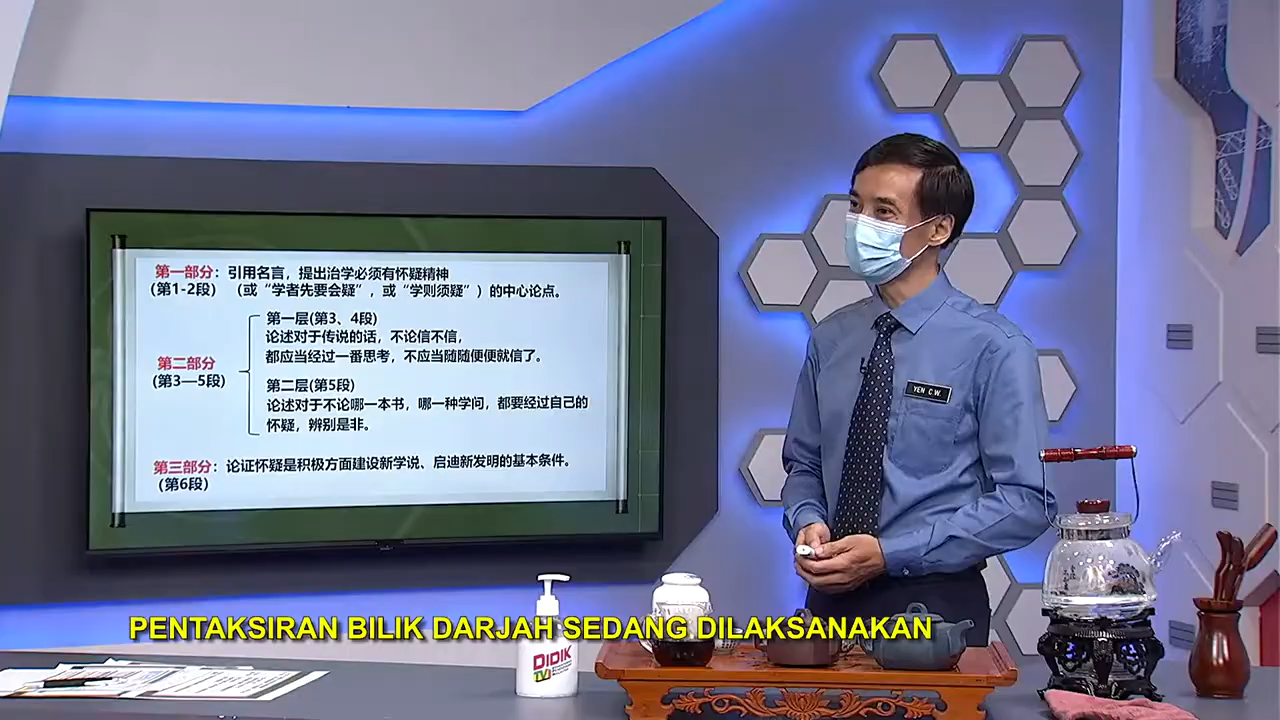 第一部分：引用名言，提出治学必须有怀疑精神
(第1-2段) （或“学者先要会疑”，或“学则须疑”）的中心论点。
第一层(第3、4段)
论述对于传说的话，不论信不信，
都应当经过一番思考，不应当随随便便就信了。
第二部分
(第3—5段)
第二层(第5段)
论述对于不论哪一本书，哪一种学问，都要经过自己的
怀疑，辨别是非。
第三部分：论证怀疑是积极方面建设新学说、启迪新发明的基本条件。
(第6段)
YEN C.W.
PENTAKSIRAN BILIK DARJAH SEDANG DILAKSANAKAN
DIDIK
TV